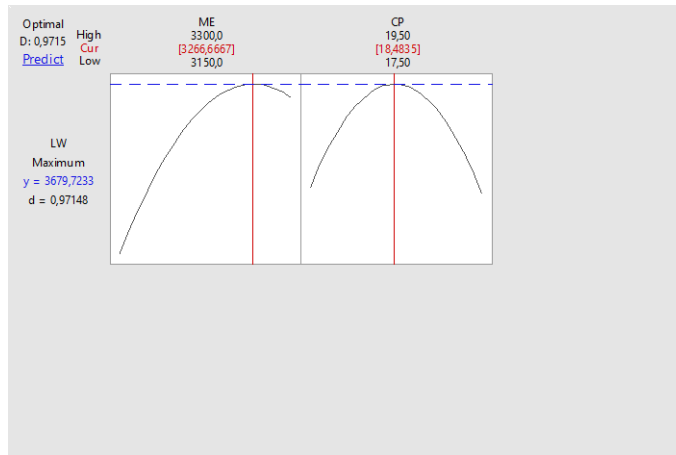 Optimal
D: 0,9715
Predict
High
Cur
Low
ME
3300,0
[3266,6667]
3150,0
CP
19,50
[18,4835]
17,50
LW
Maximum
y = 3679,7233
d = 0,97148